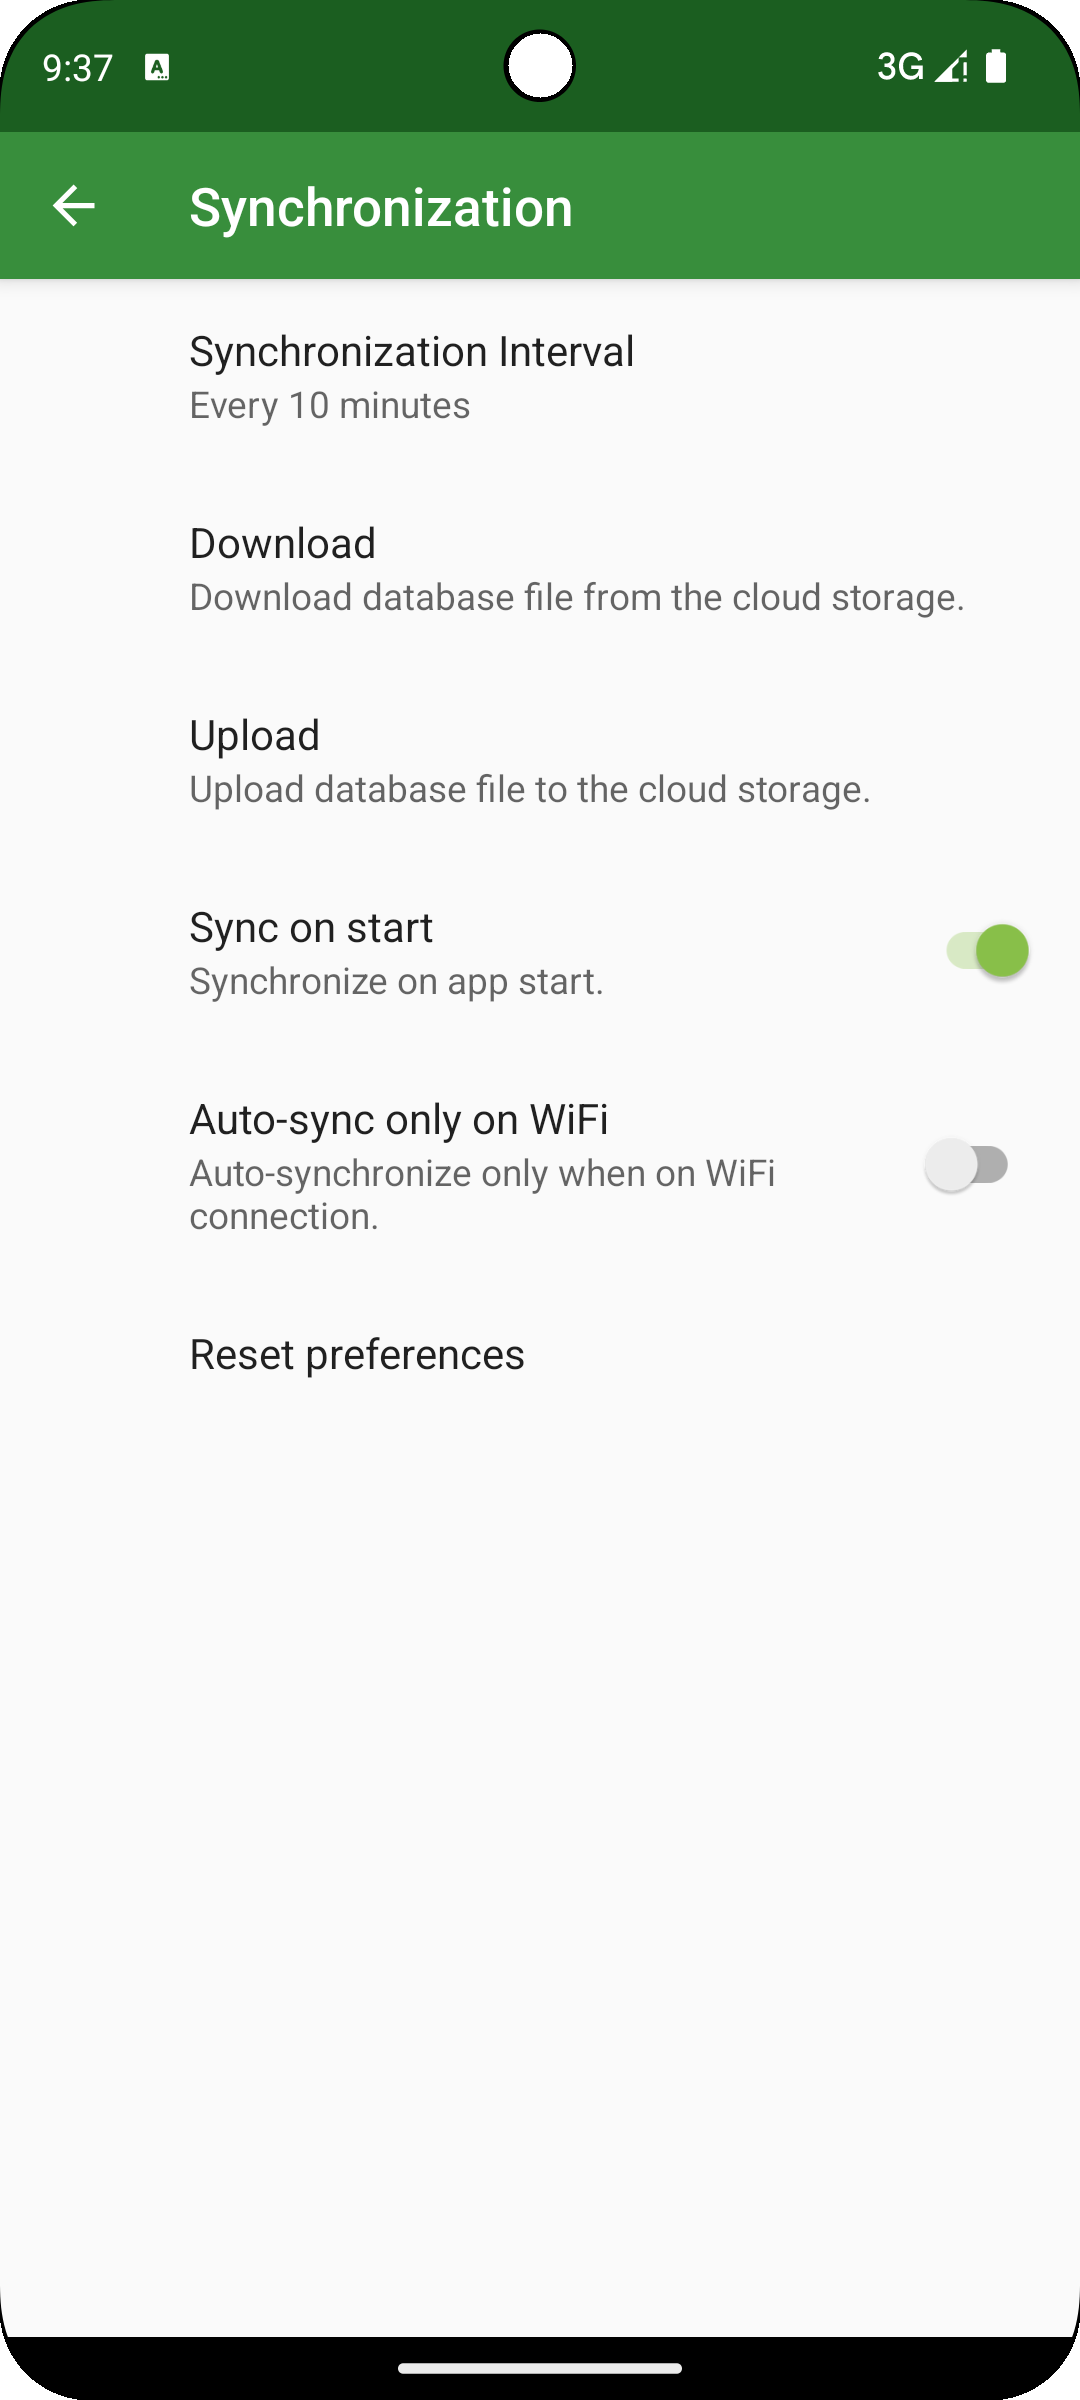 9:37
3G
Synchronization
Synchronization Interval
Every 10 minutes
Download
Download database file from the cloud storage.
Upload
Upload database file to the cloud storage.
Sync on start
Synchronize on app start.
Auto-sync only on WiFi
Auto-synchronize only when on WiFi
connection.
Reset preferences